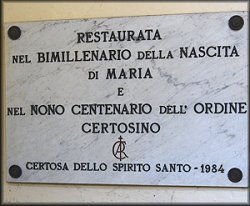 RESTAURATA
NEL BIMILLENARIO DELLA NASCITA
DI MARIA
E
NEL NONO CENTENARIO DELL'ORDINE
CERTOSINO
CERTOSA DELLO SPIRITO SANTO - 1984